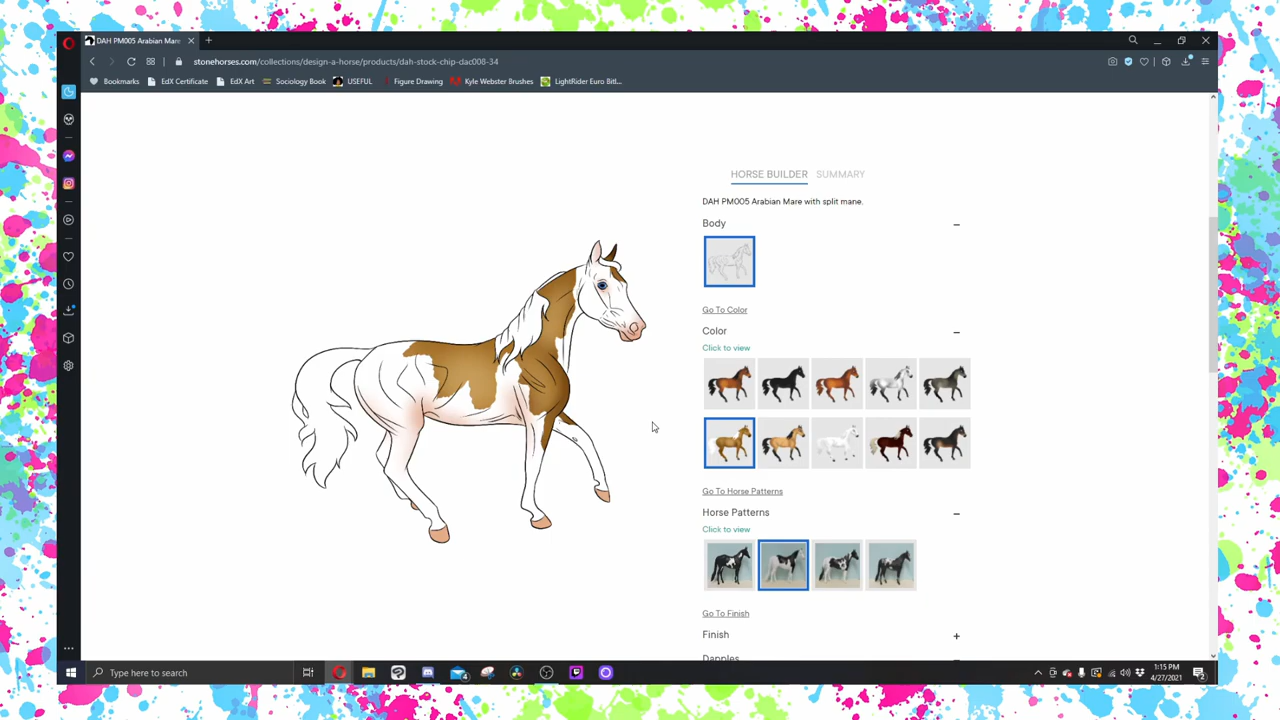 DAH PM005 Arabian Mare
stonehorses.com/collections/design-a-horse/products/dah-stock-chip-dac008-34
Bookmarks EdX Certificate EdX Art Sociology Book USEFUL Figure Drawing Kyle Webster Brushes LightRider Euro Bitl...
HORSE BUILDER SUMMARY
DAH PM005 Arabian Mare with split mane.
Body
Go To Color
Color
Click to view
Go To Horse Patterns
Horse Patterns
Click to view
Go To Finish
Finish
Dapples
Type here to search
1:15 PM
4/27/2021